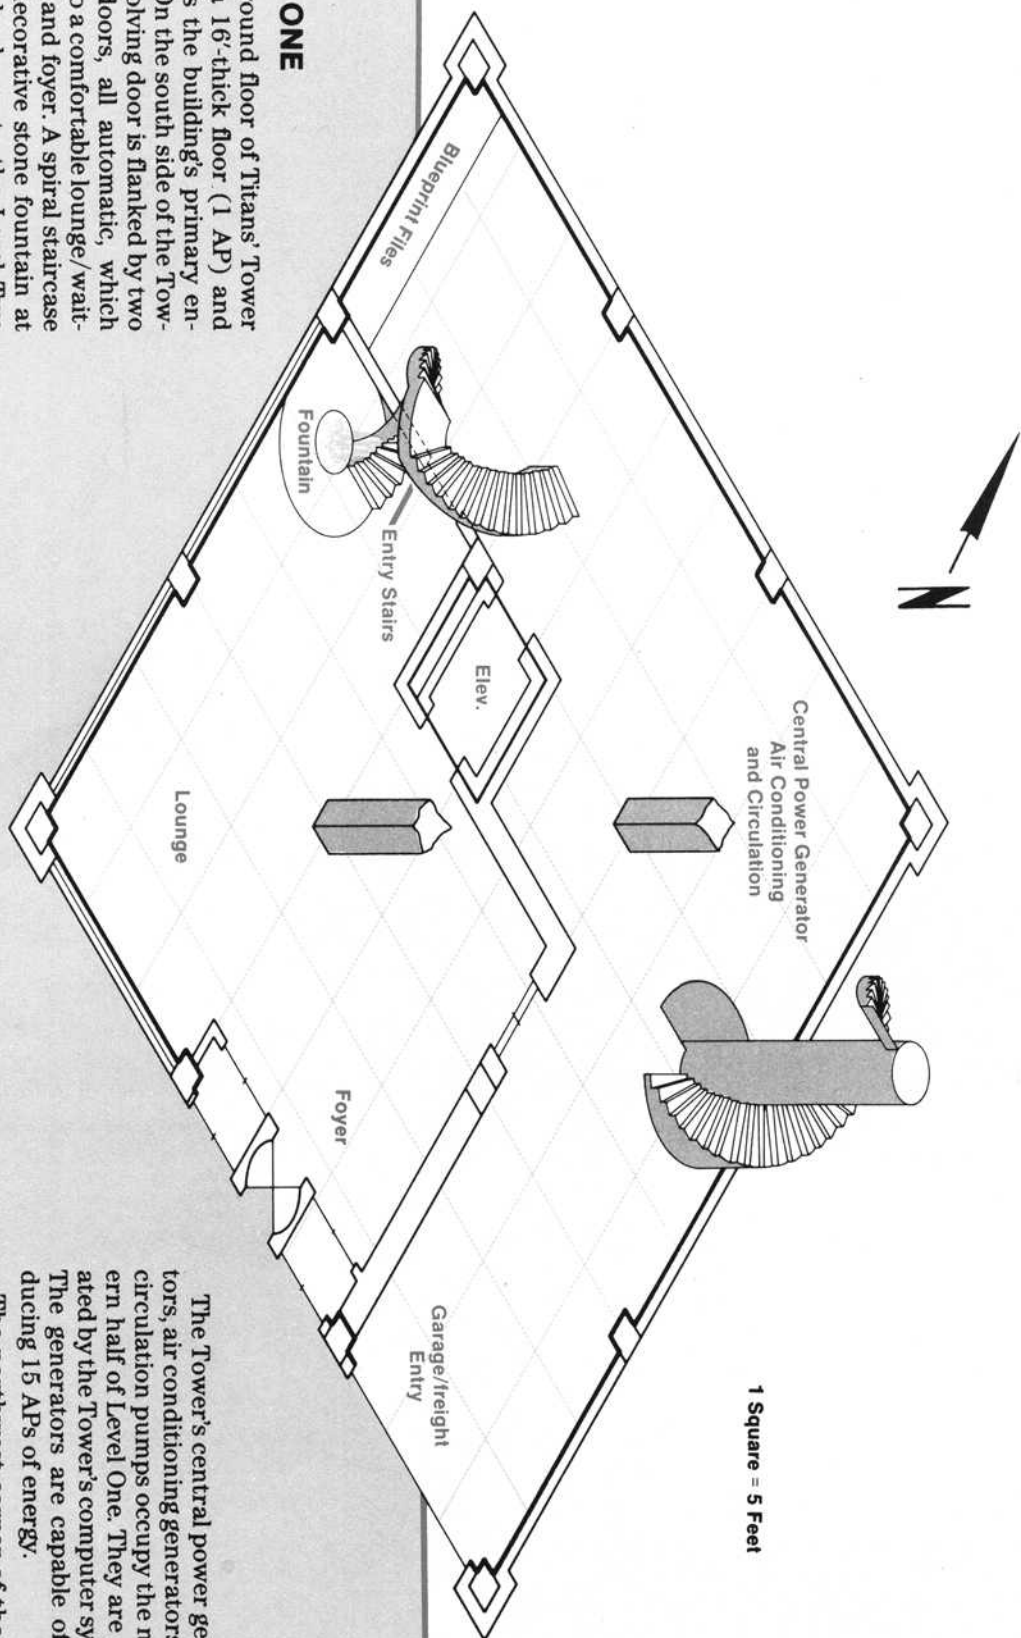 N
1 Square = 5 Feet
Central Power Generator
Air Conditioning
and Circulation
Blueprint Files
Elev.
Entry Stairs
Fountain
Garage/freight
Entry
Foyer
Lounge
ONE
ound floor of Titans' Tower
16'-thick floor (1 AP) and
s the building's primary en-
On the south side of the Tow-
olving door is flanked by two
doors, all automatic, which
o a comfortable lounge/wait-
and foyer. A spiral staircase
ecorative stone fountain at
The Tower's central power ge
tors, air conditioning generators
circulation pumps occupy the n
ern half of Level One. They are
ated by the Tower's computer sy
The generators are capable of
ducing 15 APs of energy.